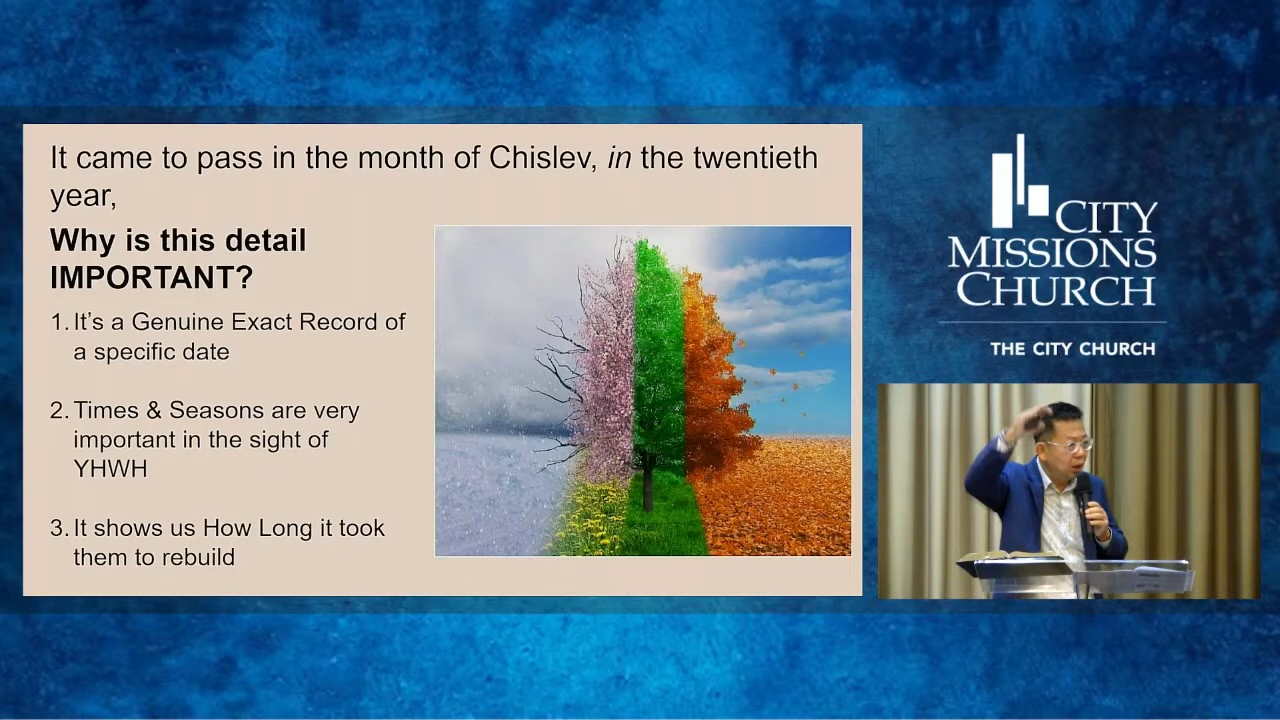 It came to pass in the month of Chislev, in the twentieth
year,
Why is this detail
IMPORTANT?
1. It’s a Genuine Exact Record of
a specific date
2. Times & Seasons are very
important in the sight of
YHWH
3. It shows us How Long it took
them to rebuild
CITY
MISSIONS
CHURCH
THE CITY CHURCH